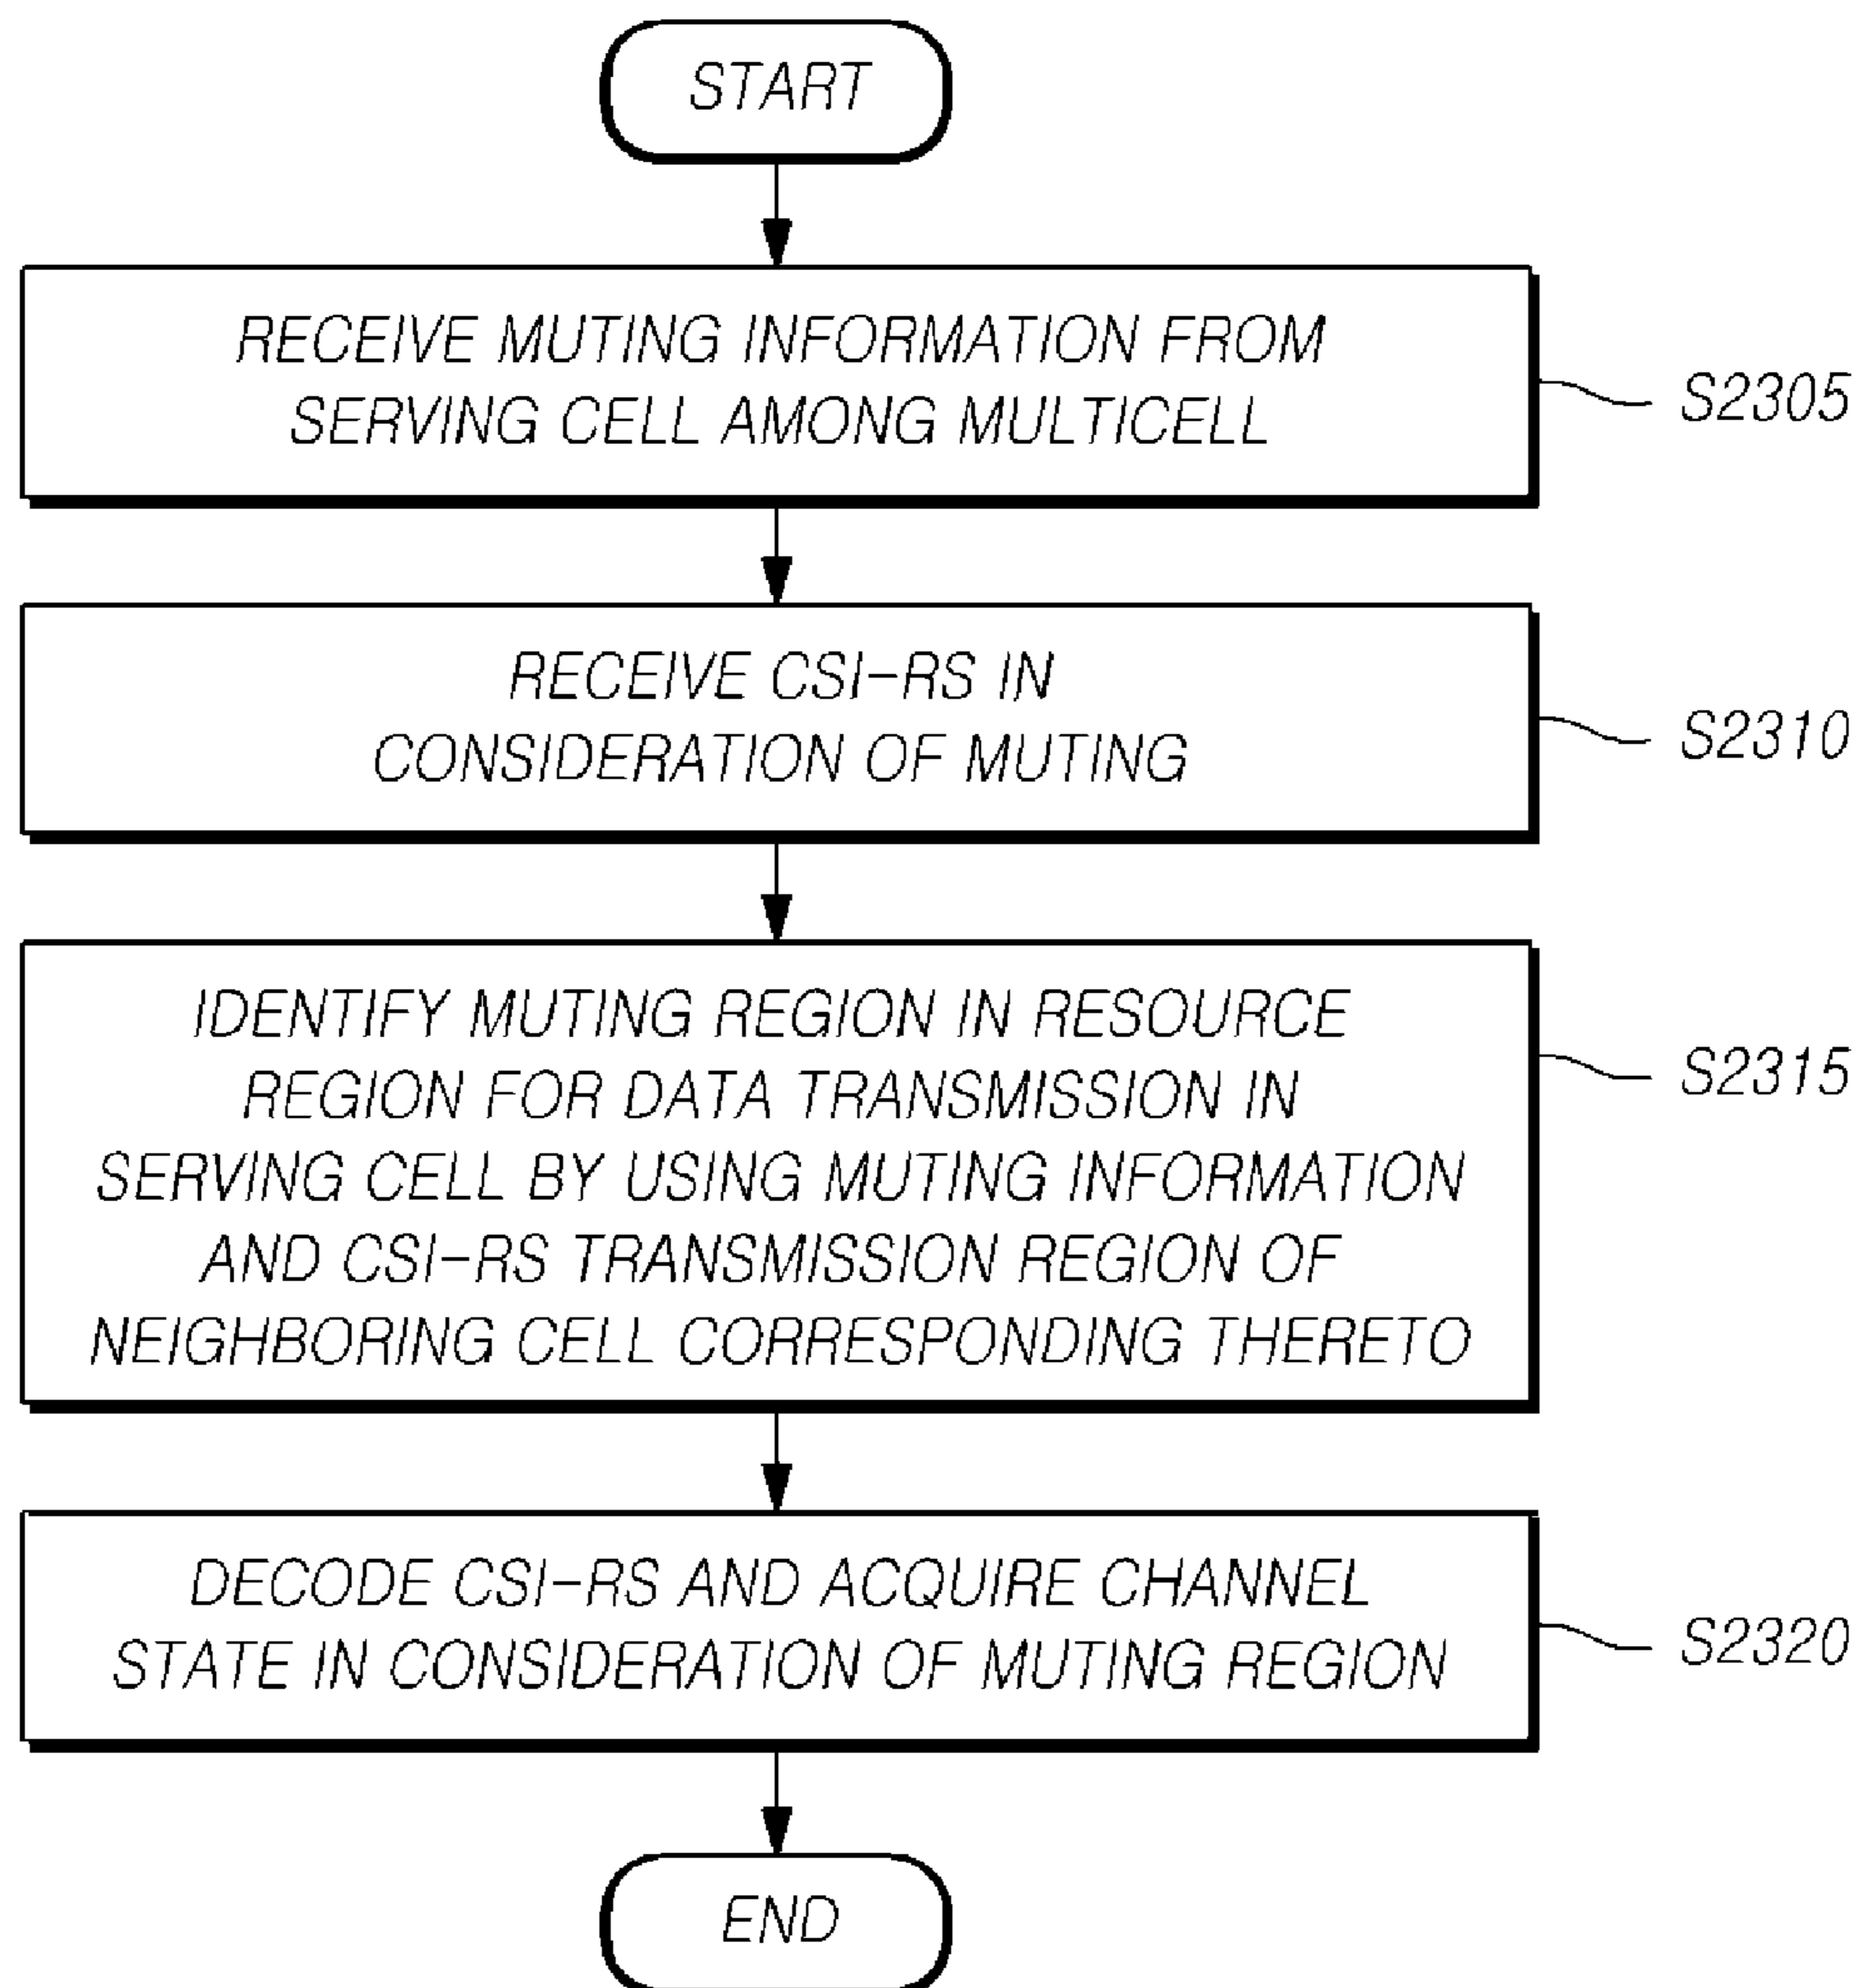 START
RECEIVE MUTING INFORMATION FROM
SERVING CELL AMONG MULTICELL
S2305
RECEIVE CSI-RS IN
CONSIDERATION OF MUTING
S2310
IDENTIFY MUTING REGION IN RESOURCE
REGION FOR DATA TRANSMISSION IN
SERVING CELL BY USING MUTING INFORMATION
AND CSI-RS TRANSMISSION REGION OF
NEIGHBORING CELL CORRESPONDING THERETO
S2315
DECODE CSI-RS AND ACQUIRE CHANNEL
STATE IN CONSIDERATION OF MUTING REGION
S2320
END